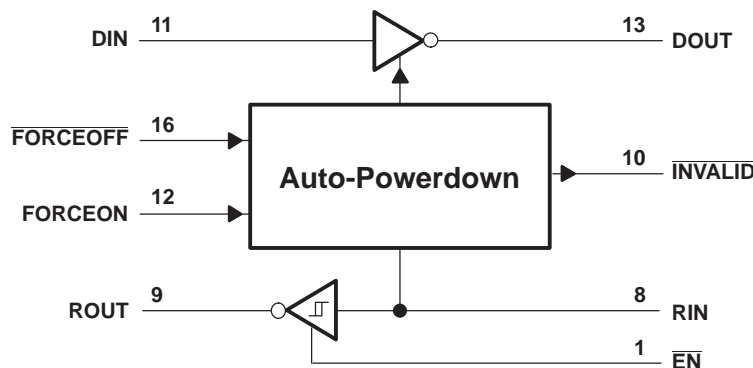 DIN 11 13 DOUT
FORCEOFF 16
Auto-Powerdown 10 INVALID
FORCEON 12
ROUT 9 8 RIN
1 EN